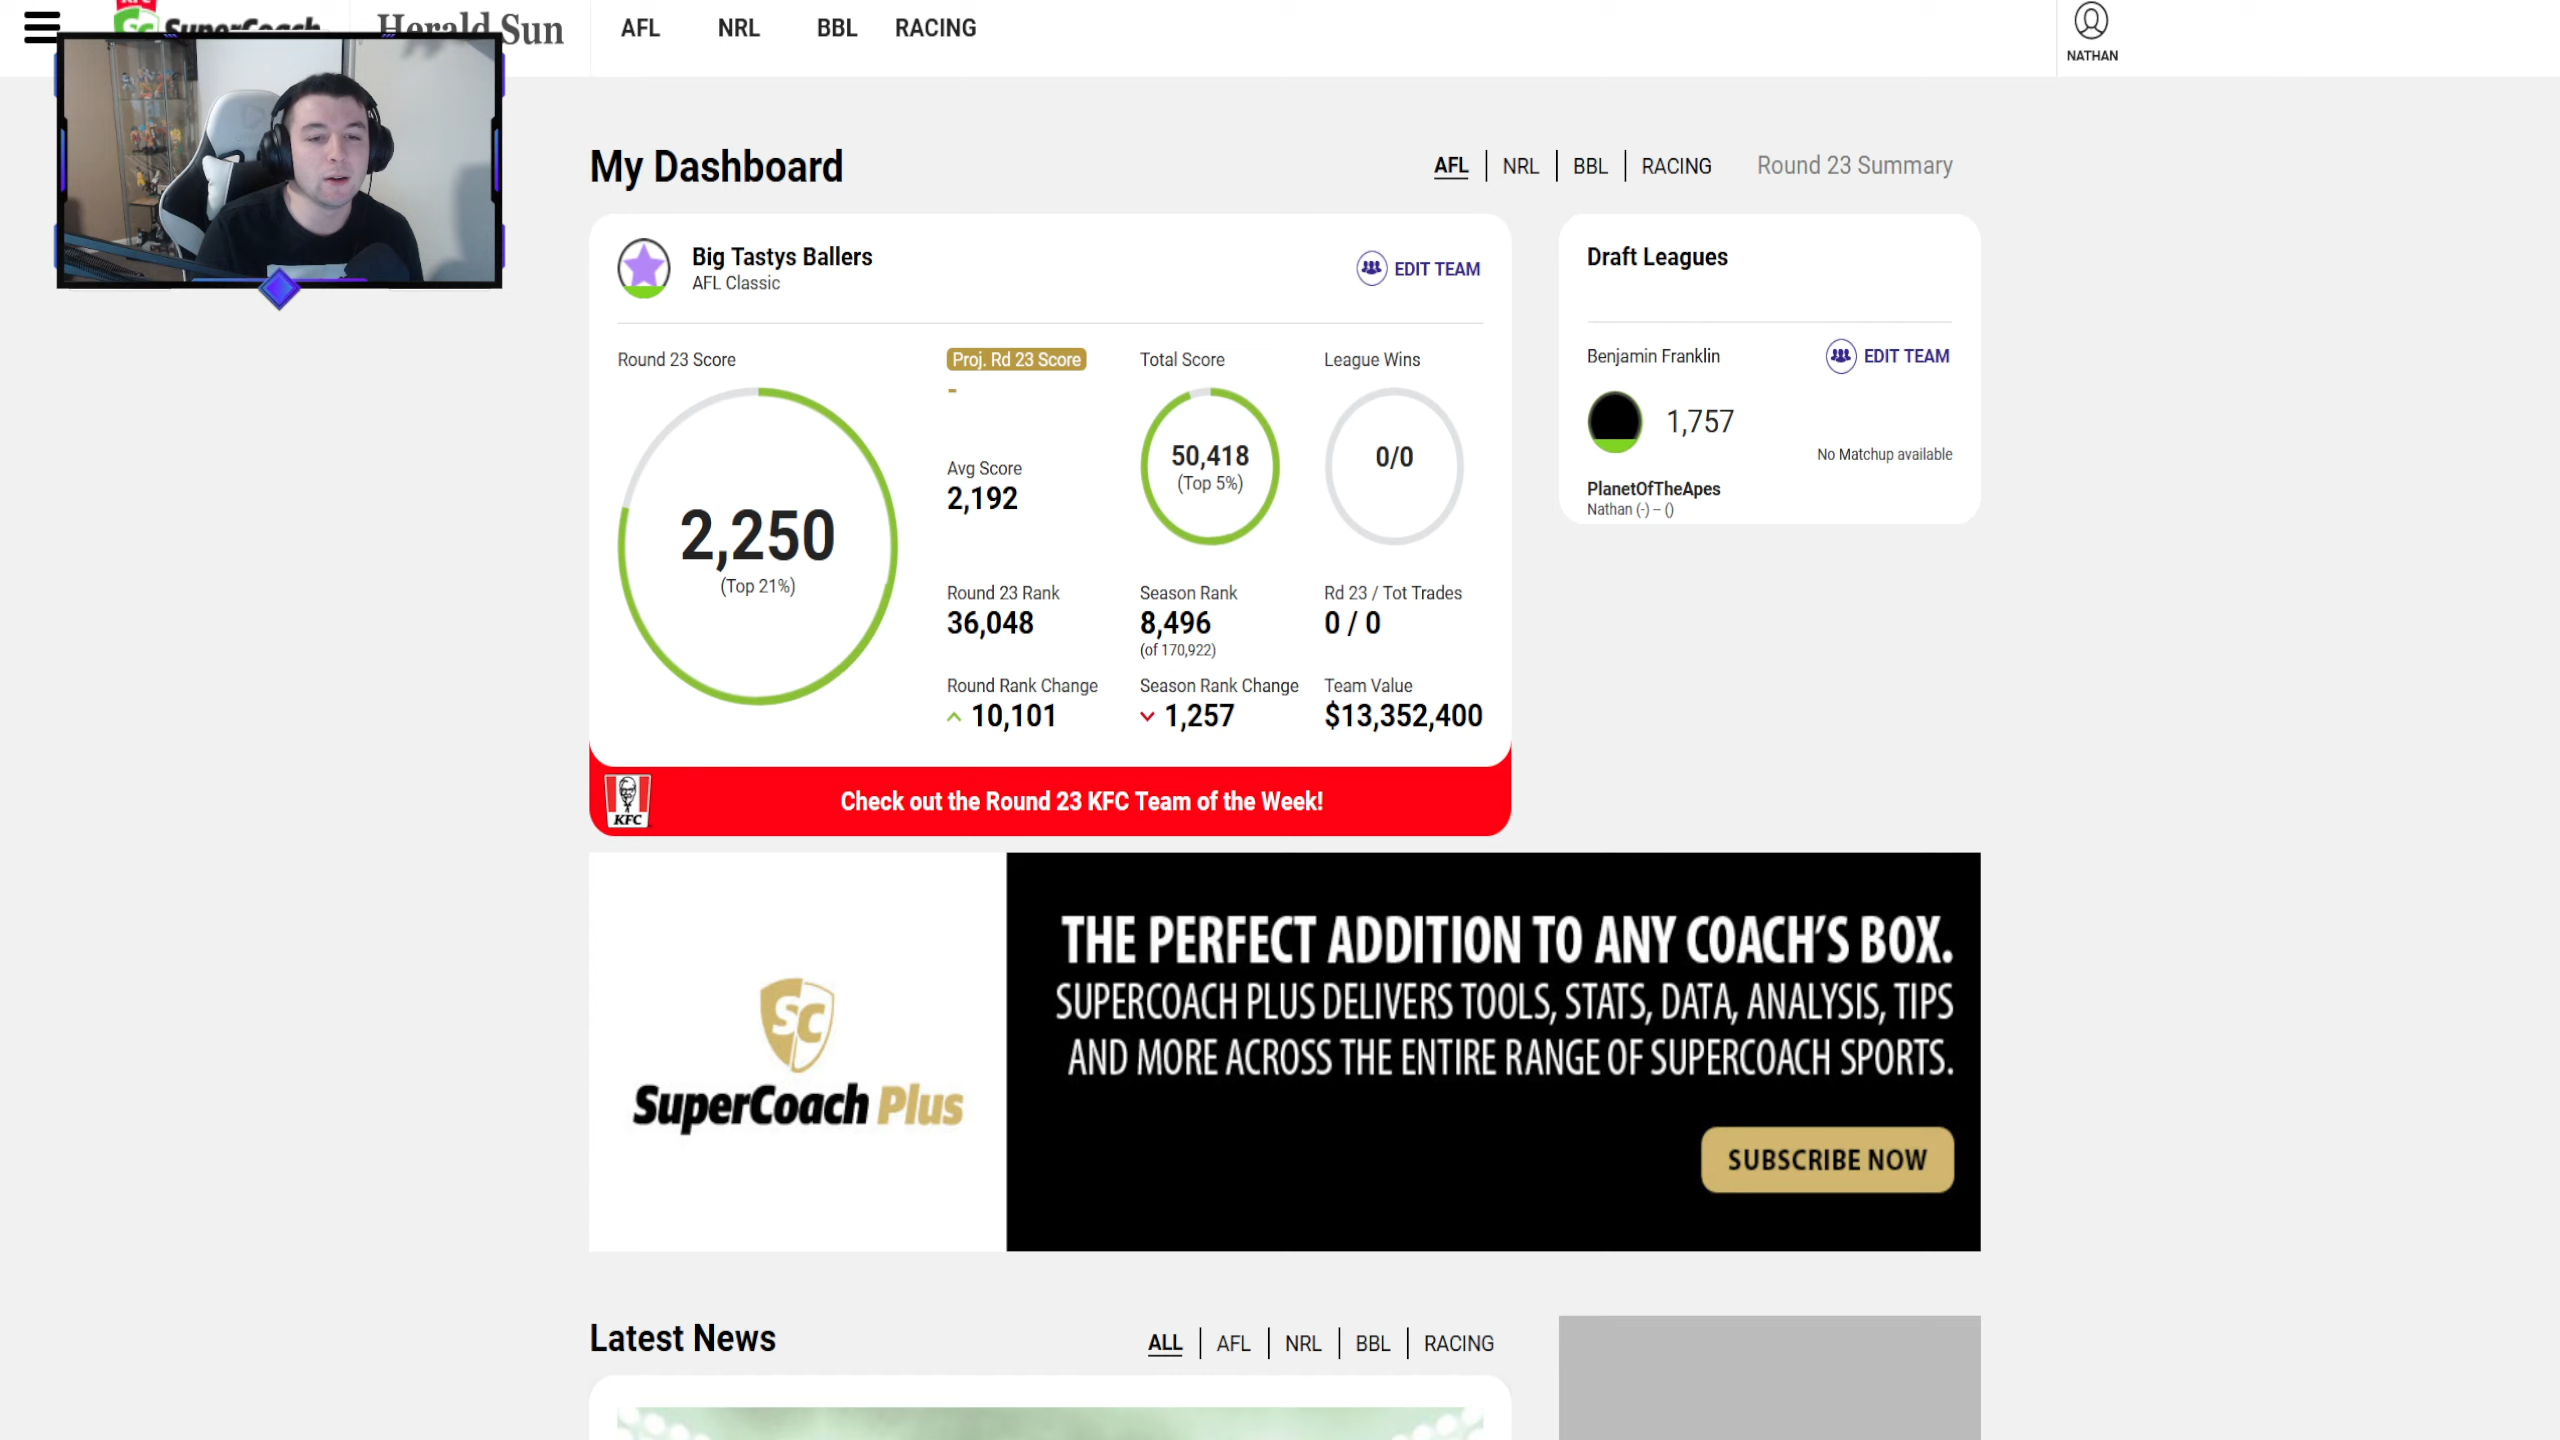 SuperCoach
Herald Sun
AFL
NRL
BBL
RACING
NATHAN
My Dashboard
AFL
NRL
BBL
RACING
Round 23 Summary
Big Tastys Ballers
AFL Classic
EDIT TEAM
Round 23 Score
2,250
(Top 21%)
Proj. Rd 23 Score
-
Avg Score
2,192
Total Score
50,418
(Top 5%)
League Wins
0/0
Round 23 Rank
36,048
Season Rank
8,496
(of 170,922)
Rd 23 / Tot Trades
0 / 0
Round Rank Change
10,101
Season Rank Change
1,257
Team Value
$13,352,400
KFC
Check out the Round 23 KFC Team of the Week!
Draft Leagues
Benjamin Franklin
EDIT TEAM
1,757
No Matchup available
PlanetOfTheApes
Nathan (-) – ()
SC
SuperCoach Plus
THE PERFECT ADDITION TO ANY COACH'S BOX.
SUPERCOACH PLUS DELIVERS TOOLS, STATS, DATA, ANALYSIS, TIPS
AND MORE ACROSS THE ENTIRE RANGE OF SUPERCOACH SPORTS.
SUBSCRIBE NOW
Latest News
ALL
AFL
NRL
BBL
RACING